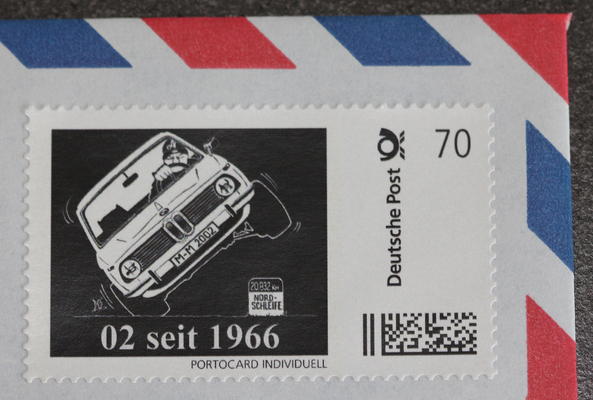 70
Deutsche Post
M-M 2002
20,832 KM
NORD-
SCHLEIFE
02 seit 1966
PORTOCARD INDIVIDUELL